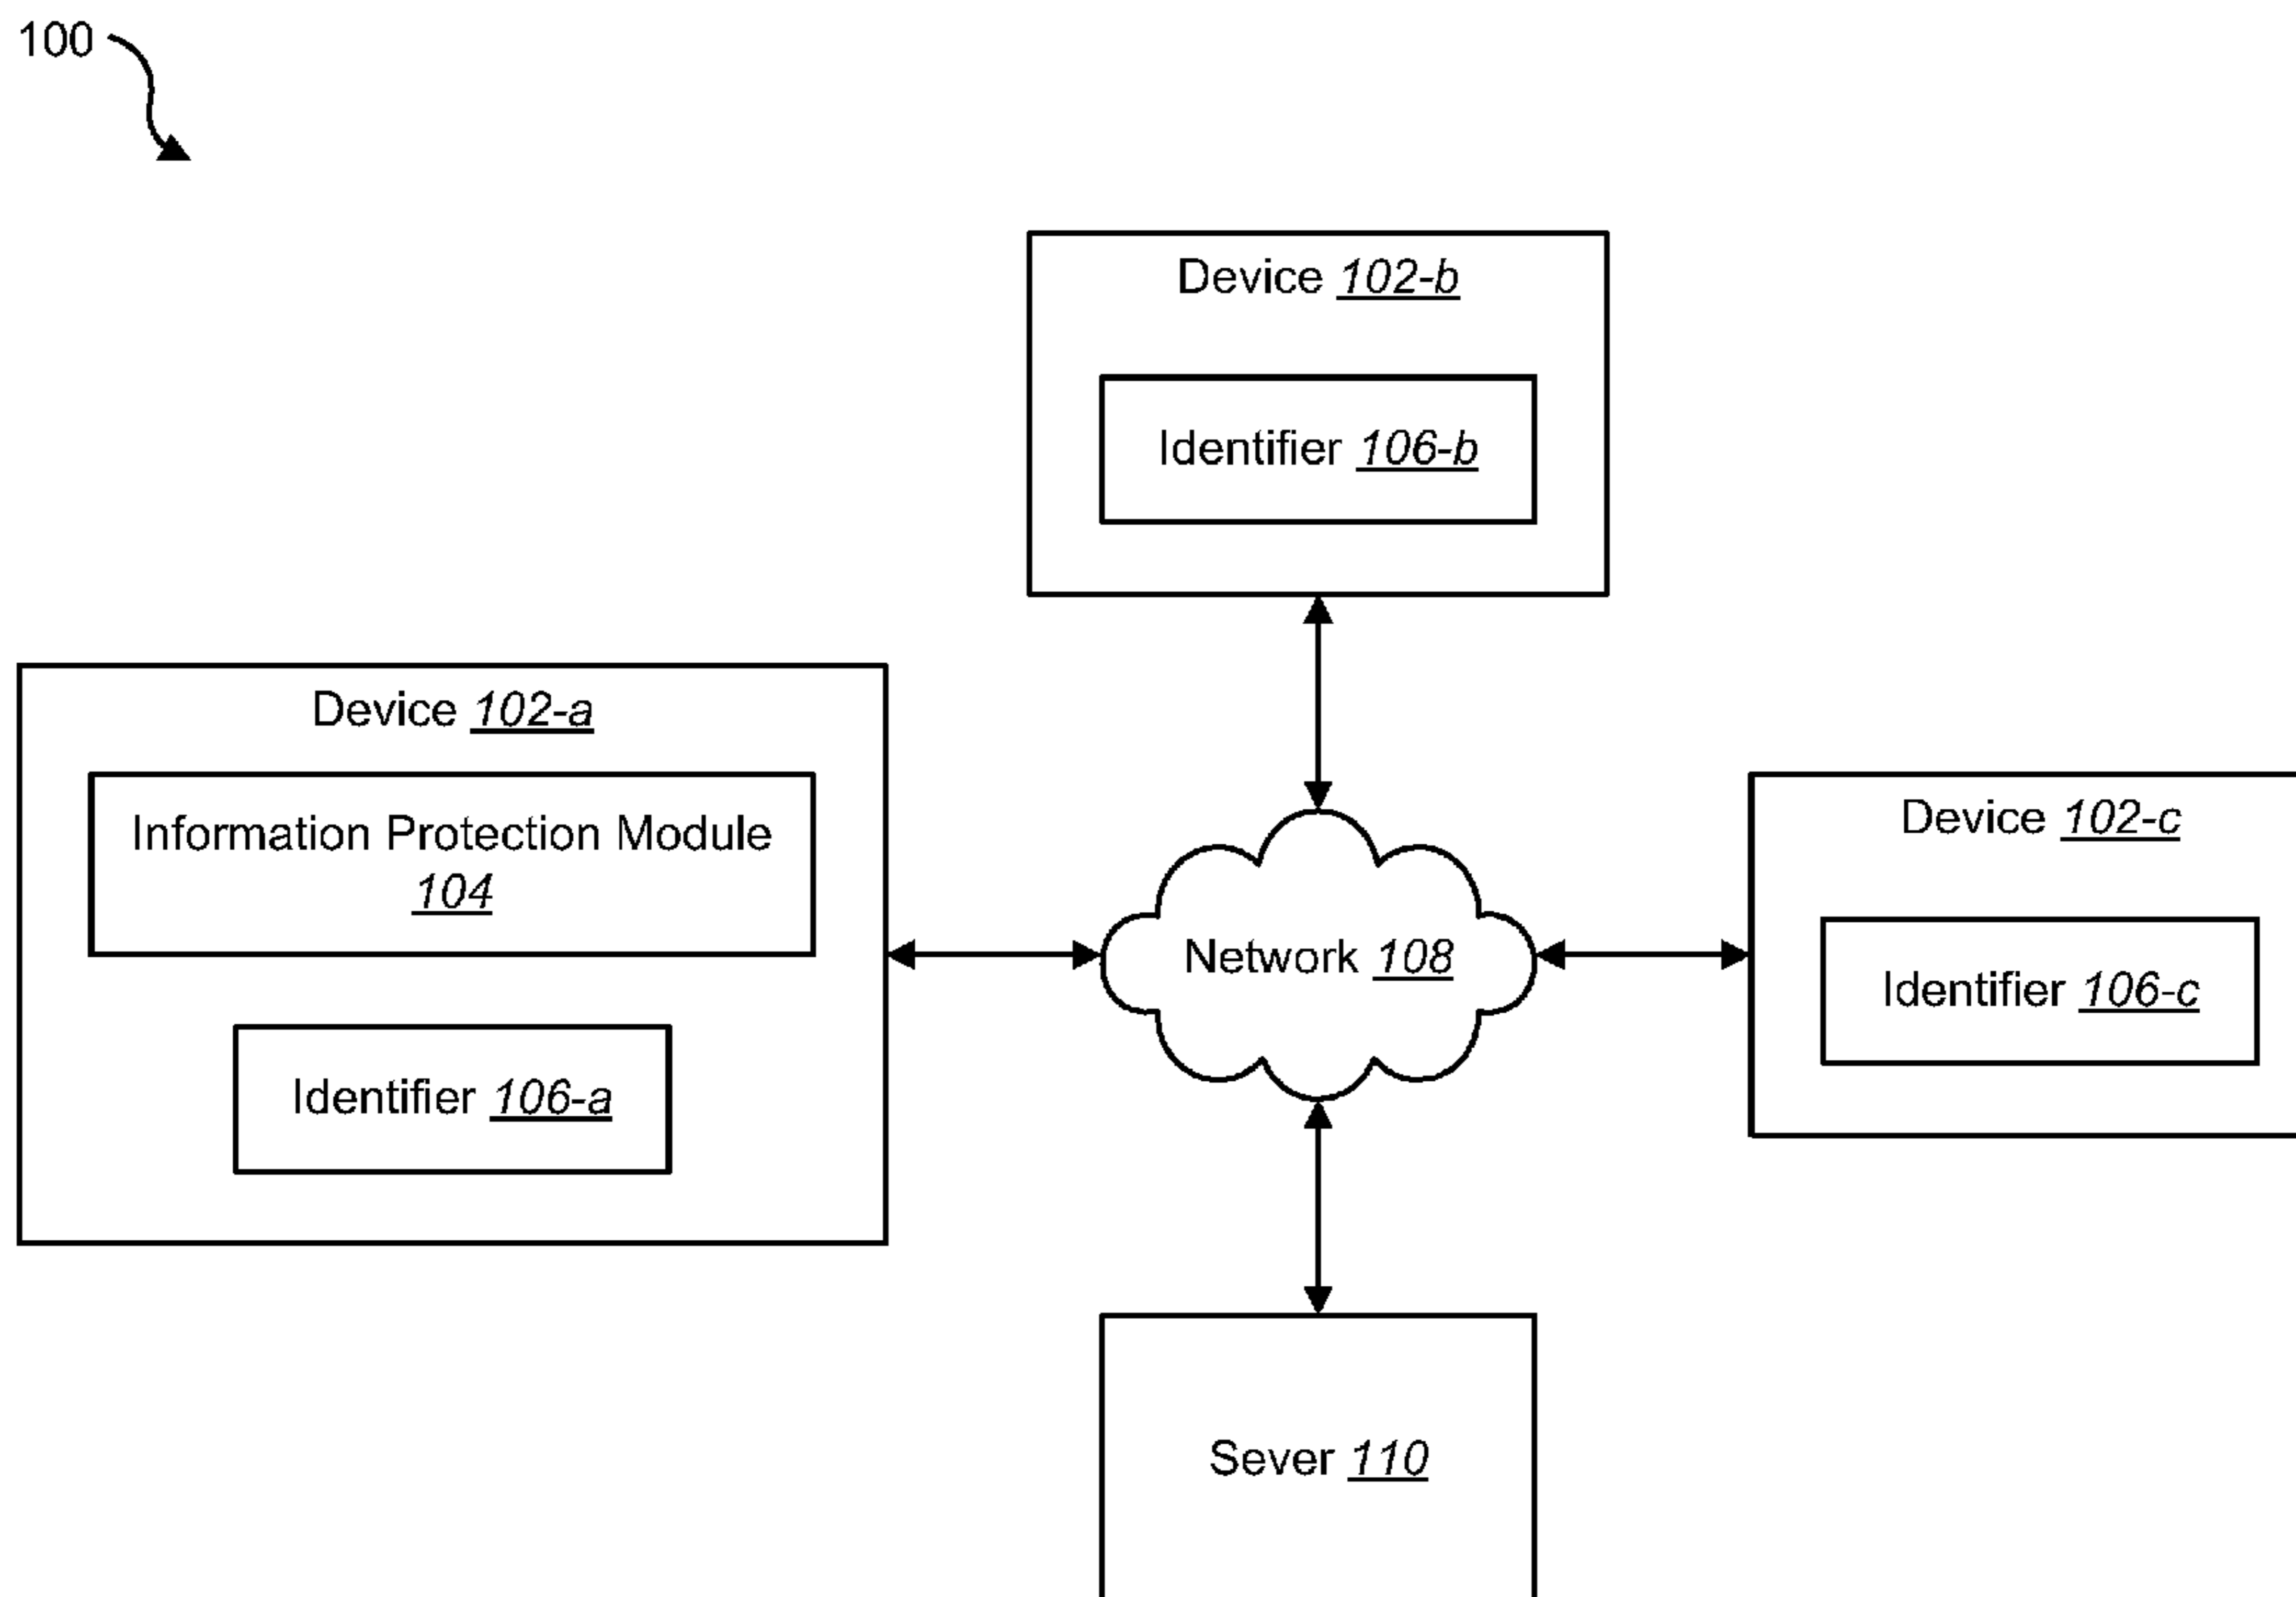 100
Device 102-b
Identifier 106-b
Device 102-a
Information Protection Module
104
Identifier 106-a
Network 108
Device 102-c
Identifier 106-c
Sever 110